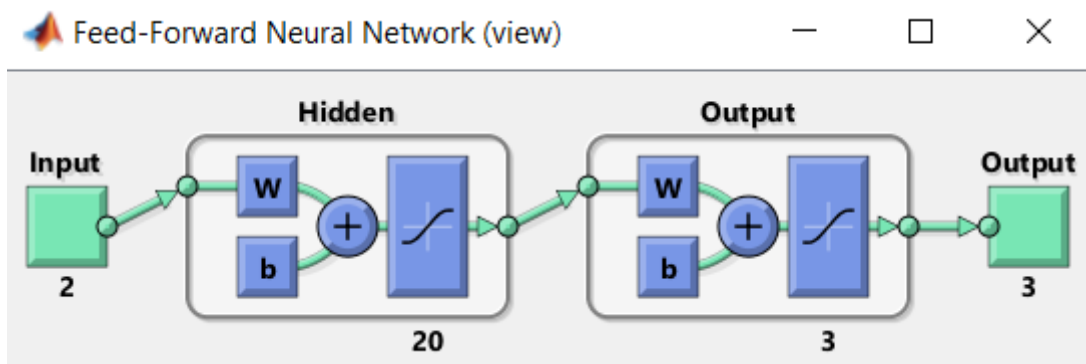 Feed-Forward Neural Network (view)
Hidden
Output
Input
Output
W
W
b
b
2
3
20
3